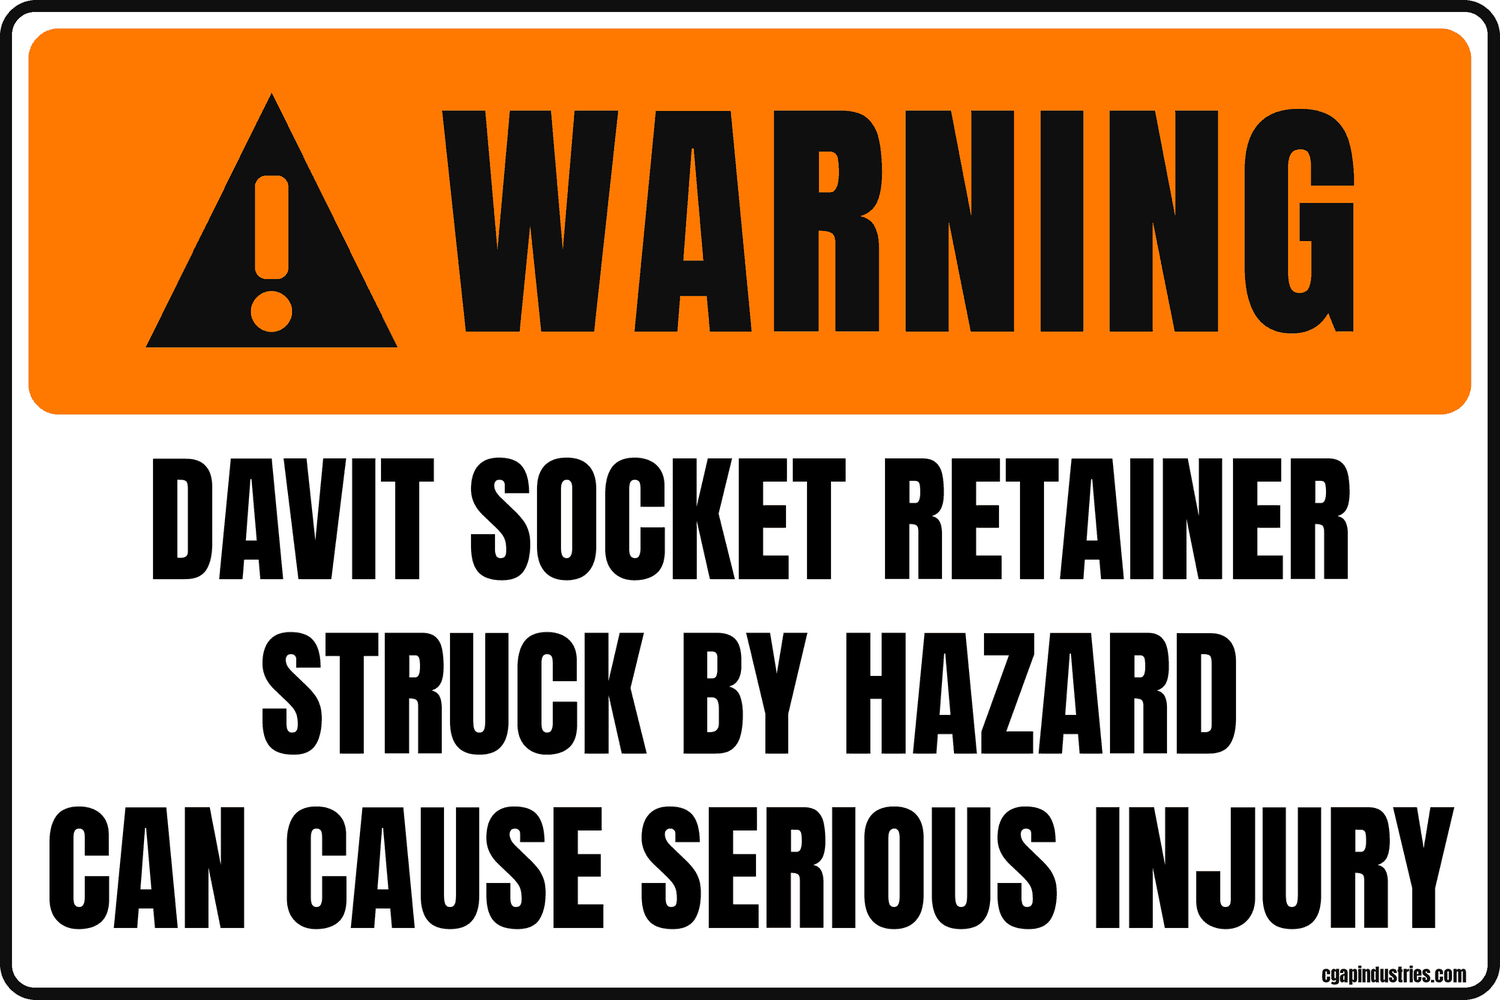 WARNING
DAVIT SOCKET RETAINER
STRUCK BY HAZARD
CAN CAUSE SERIOUS INJURY
cgapindustries.com